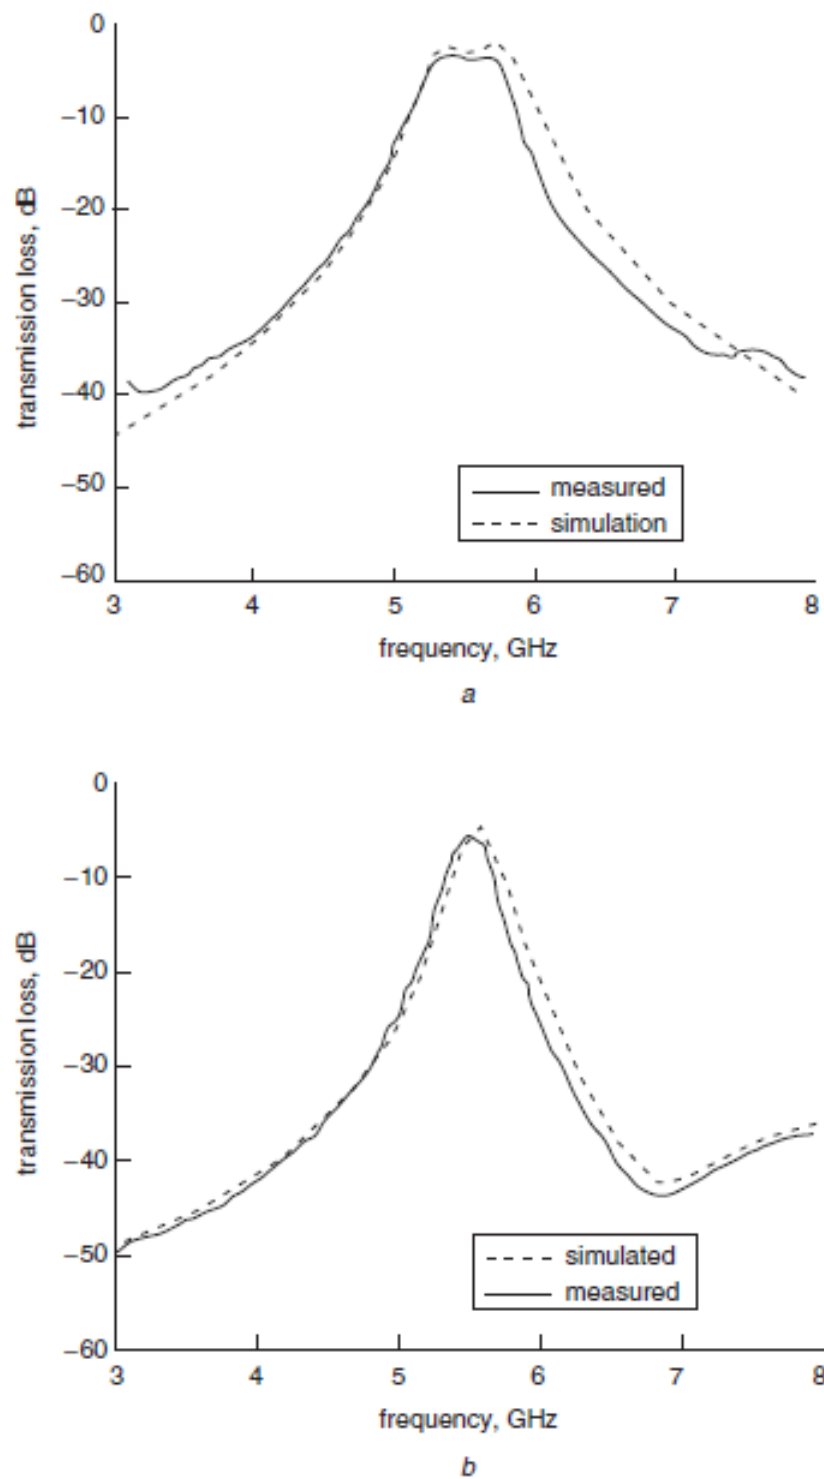 transmission loss, dB
0
−10
−20
−30
−40
−50
−60
measured
simulation
3 4 5 6 7 8
frequency, GHz
a
transmission loss, dB
0
−10
−20
−30
−40
−50
−60
simulated
measured
3 4 5 6 7 8
frequency, GHz
b